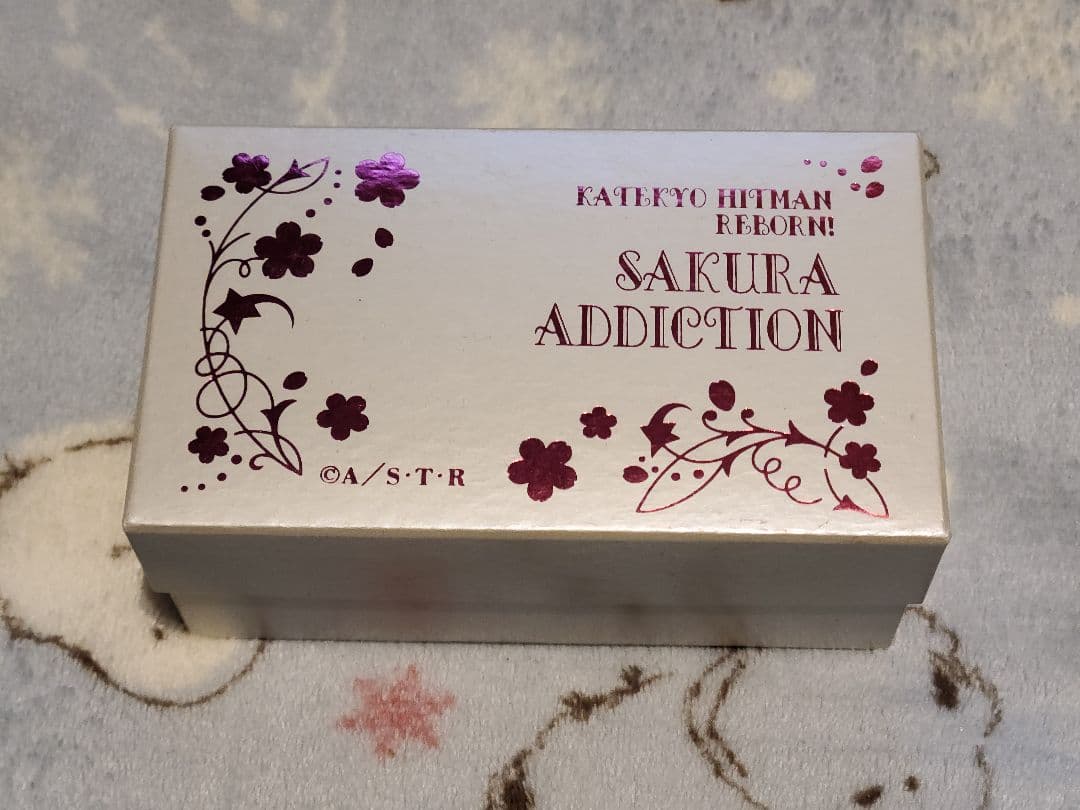 KATEKYO HITMAN
REBORN!
SAKURA
ADDICTION
©A/S·T·R